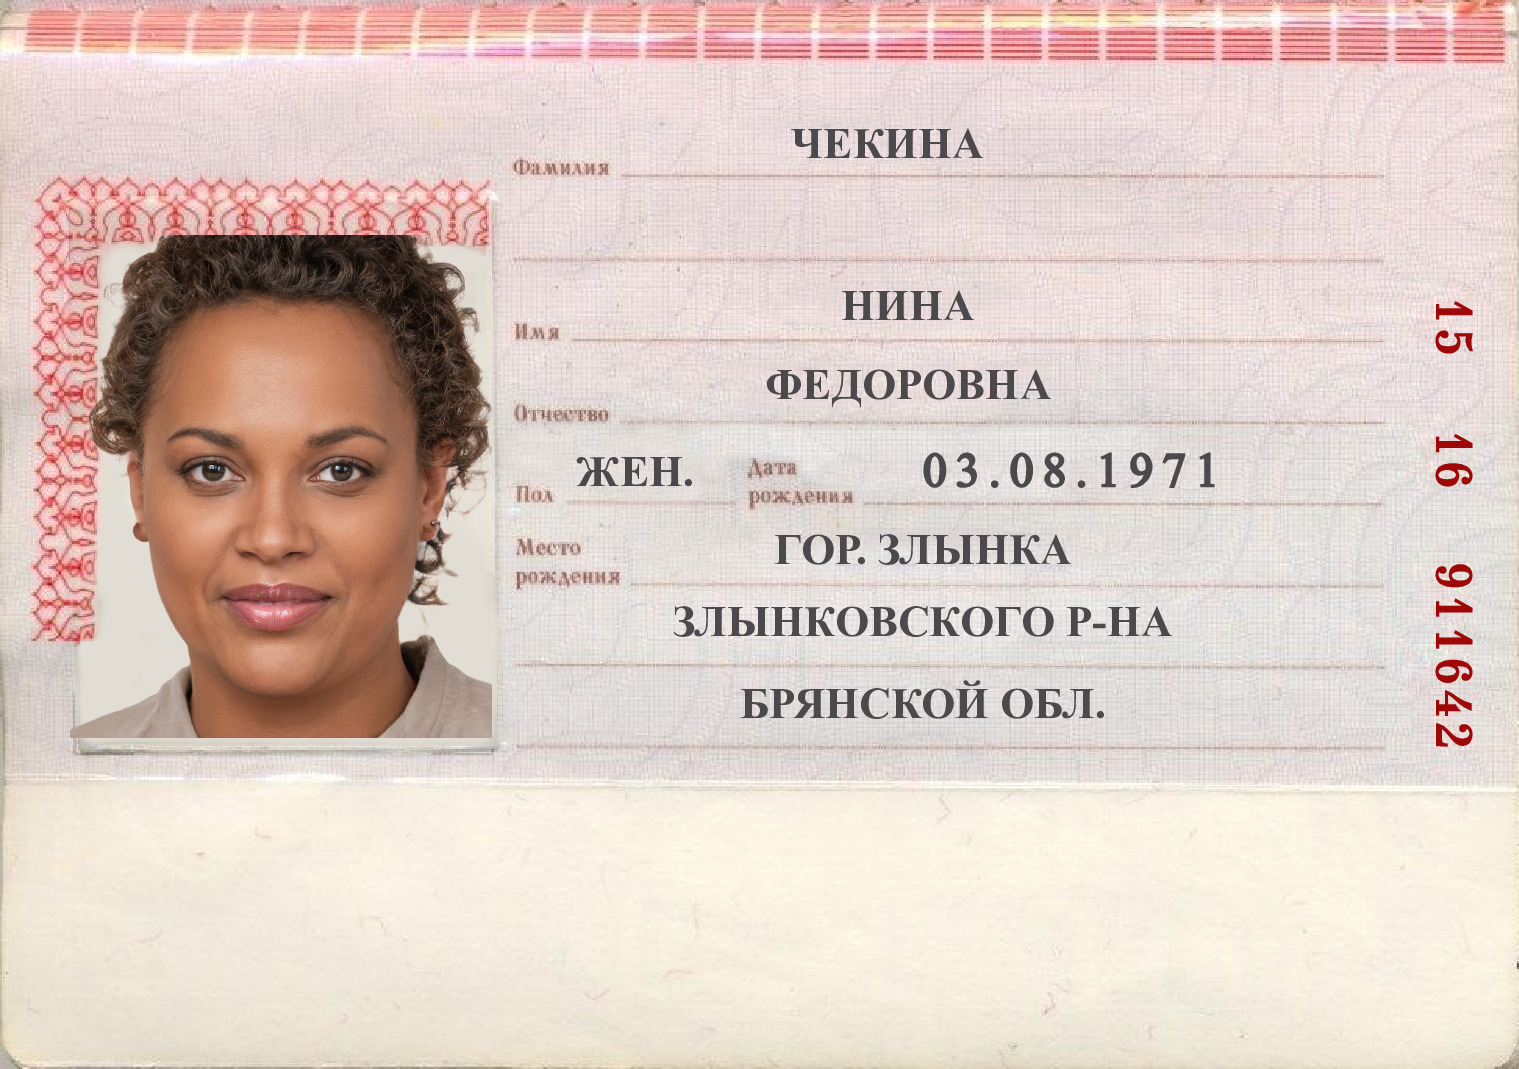 ЧЕКИНА
Фамилия
НИНА
Имя
ФЕДОРОВНА
Отчество
ЖЕН.
Пол
Дата рождения
03.08.1971
Место рождения
ГОР. ЗЛЫНКА
ЗЛЫНКОВСКОГО Р-НА
БРЯНСКОЙ ОБЛ.
15 16 911642